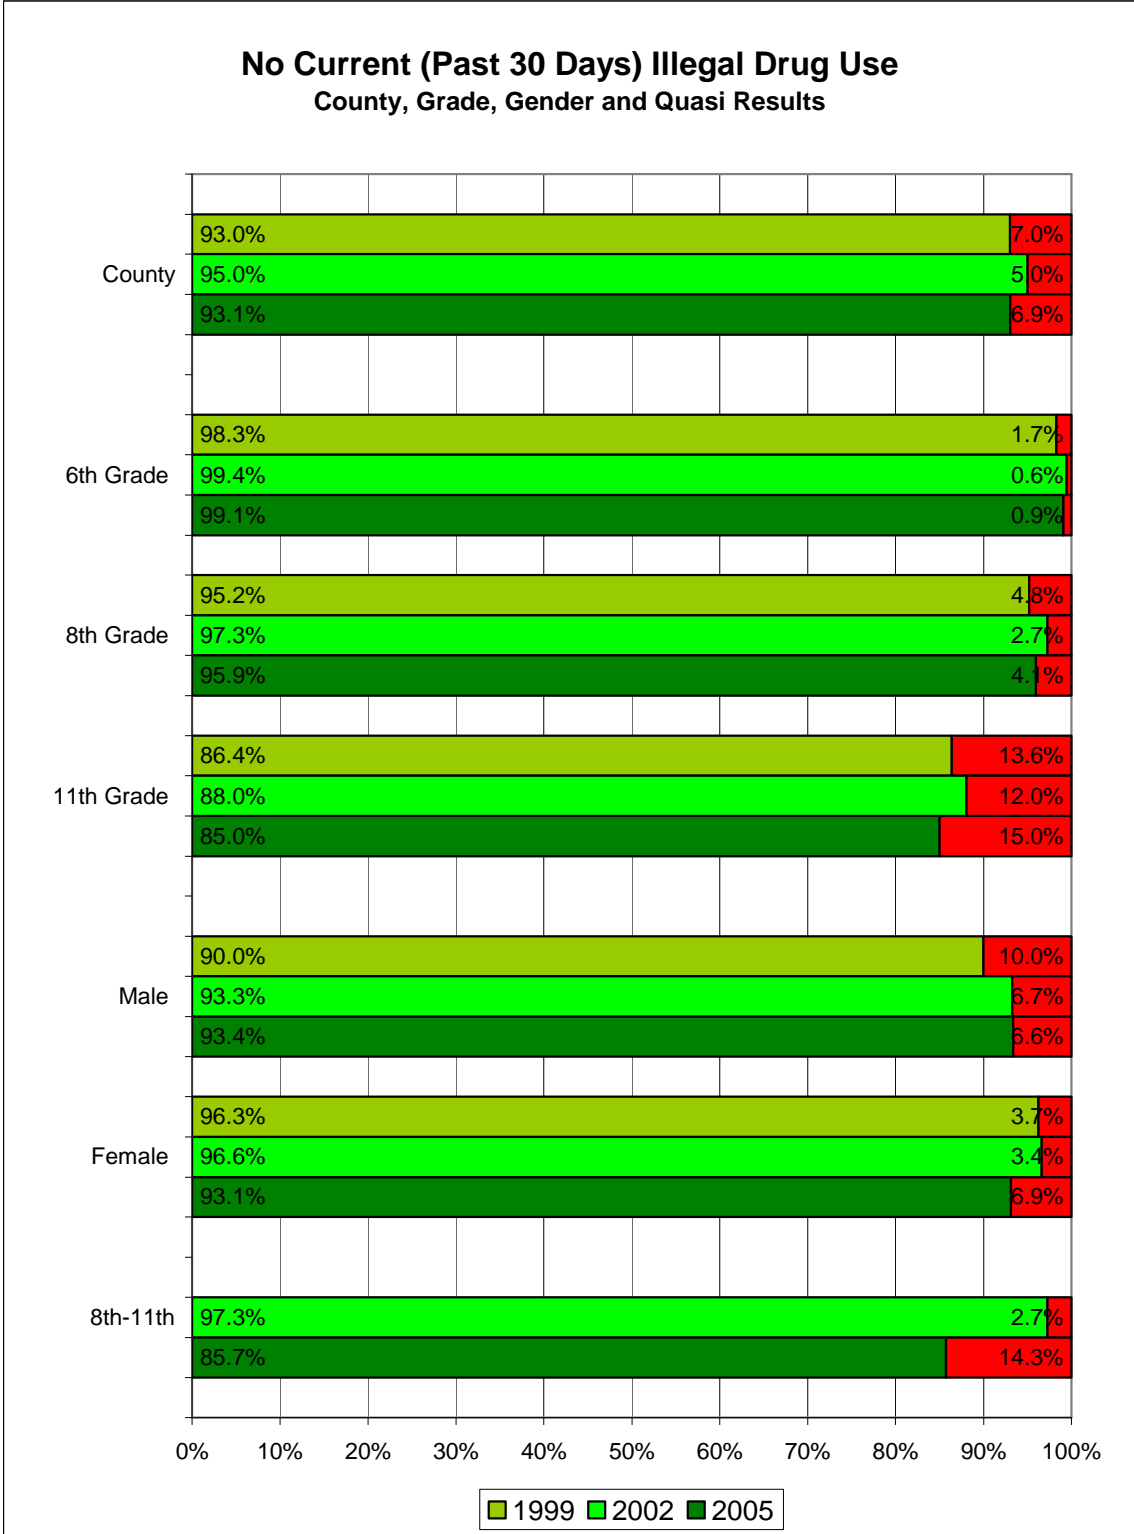 No Current (Past 30 Days) Illegal Drug Use
County, Grade, Gender and Quasi Results
93.0% 7.0%
County 95.0% 5.0%
93.1% 6.9%
98.3% 1.7%
6th Grade 99.4% 0.6%
99.1% 0.9%
95.2% 4.8%
8th Grade 97.3% 2.7%
95.9% 4.1%
86.4% 13.6%
11th Grade 88.0% 12.0%
85.0% 15.0%
90.0% 10.0%
Male 93.3% 6.7%
93.4% 6.6%
96.3% 3.7%
Female 96.6% 3.4%
93.1% 6.9%
8th-11th 97.3% 2.7%
85.7% 14.3%
0% 10% 20% 30% 40% 50% 60% 70% 80% 90% 100%
1999 2002 2005